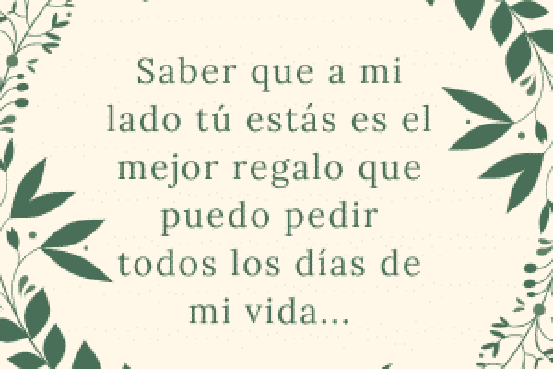 Saber que a mi
lado tú estás es el
mejor regalo que
puedo pedir
todos los días de
mi vida...